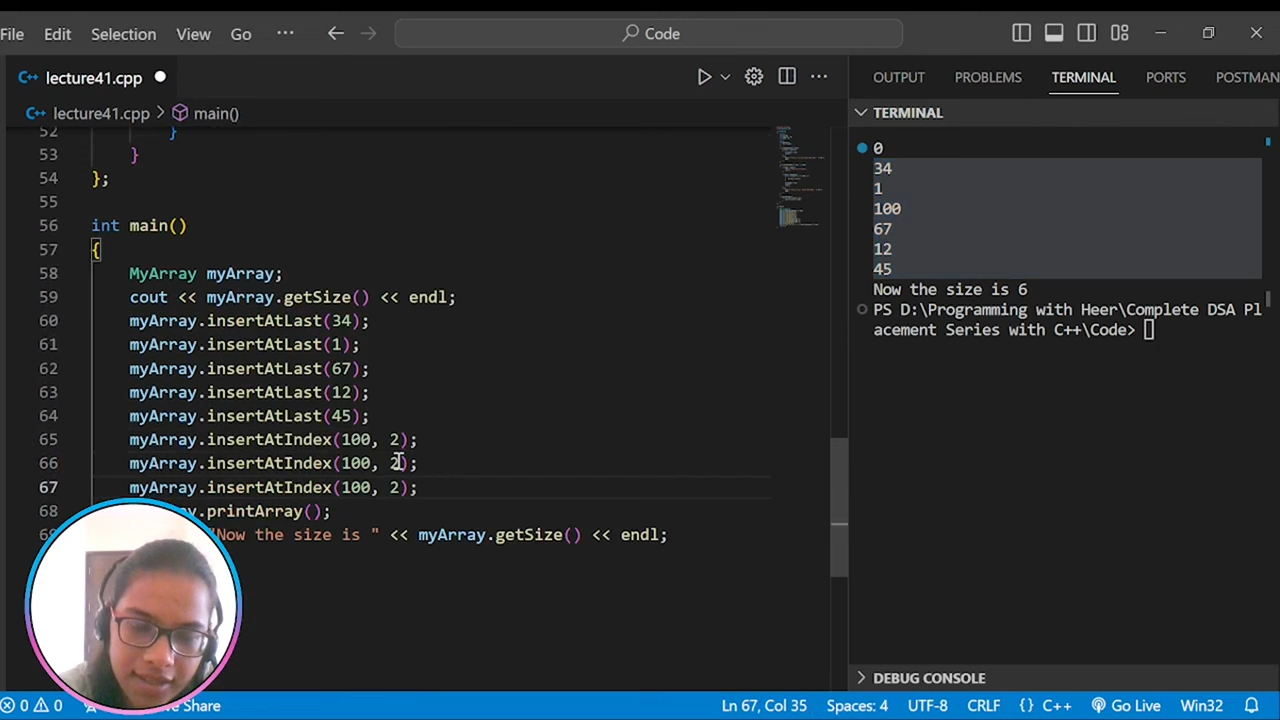 File Edit Selection View Go ··· Code
lecture41.cpp
lecture41.cpp > main()
52 }
53 }
54 };
55
56 int main()
57 {
58 MyArray myArray;
59 cout << myArray.getSize() << endl;
60 myArray.insertAtLast(34);
61 myArray.insertAtLast(1);
62 myArray.insertAtLast(67);
63 myArray.insertAtLast(12);
64 myArray.insertAtLast(45);
65 myArray.insertAtIndex(100, 2);
66 myArray.insertAtIndex(100, 2);
67 myArray.insertAtIndex(100, 2);
68 .printArray();
"Now the size is " << myArray.getSize() << endl;
OUTPUT PROBLEMS TERMINAL PORTS POSTMAN
TERMINAL
0
34
1
100
67
12
45
Now the size is 6
PS D:\Programming with Heer\Complete DSA Pl
acement Series with C++\Code>
DEBUG CONSOLE
0 0 Share Ln 67, Col 35 Spaces: 4 UTF-8 CRLF {} C++ Go Live Win32